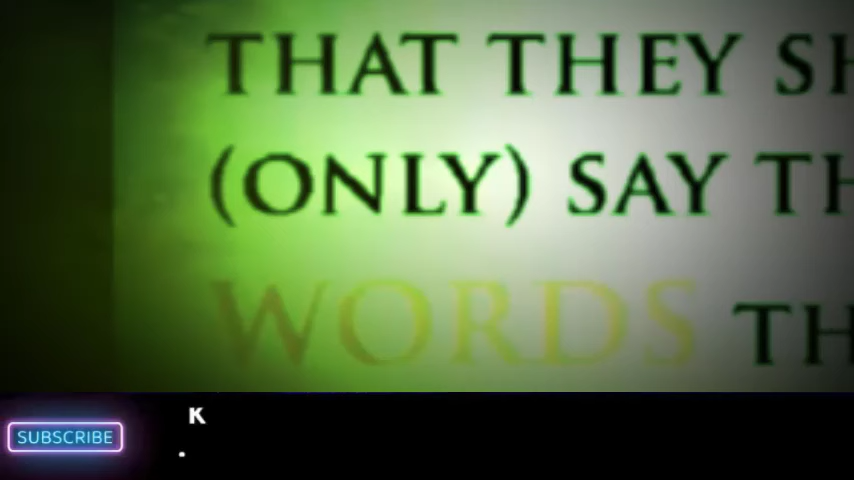 THAT THEY SH
(ONLY) SAY TH
WORDS TH
SUBSCRIBE
K
.